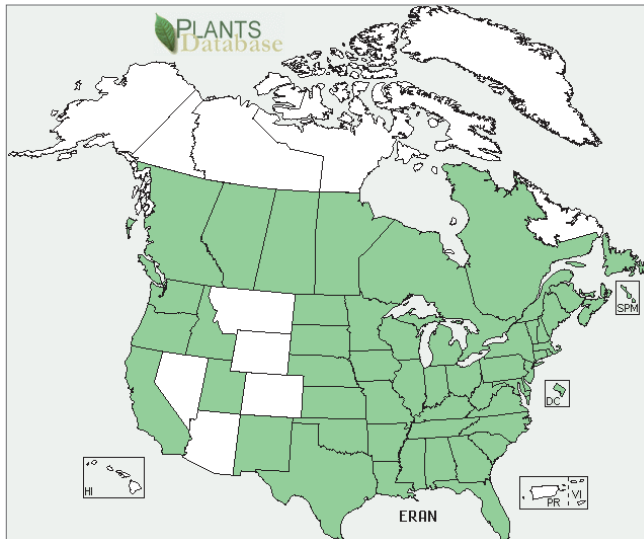 PLANTS
Database
SPM
DC
HI
PR
VI
ERAN